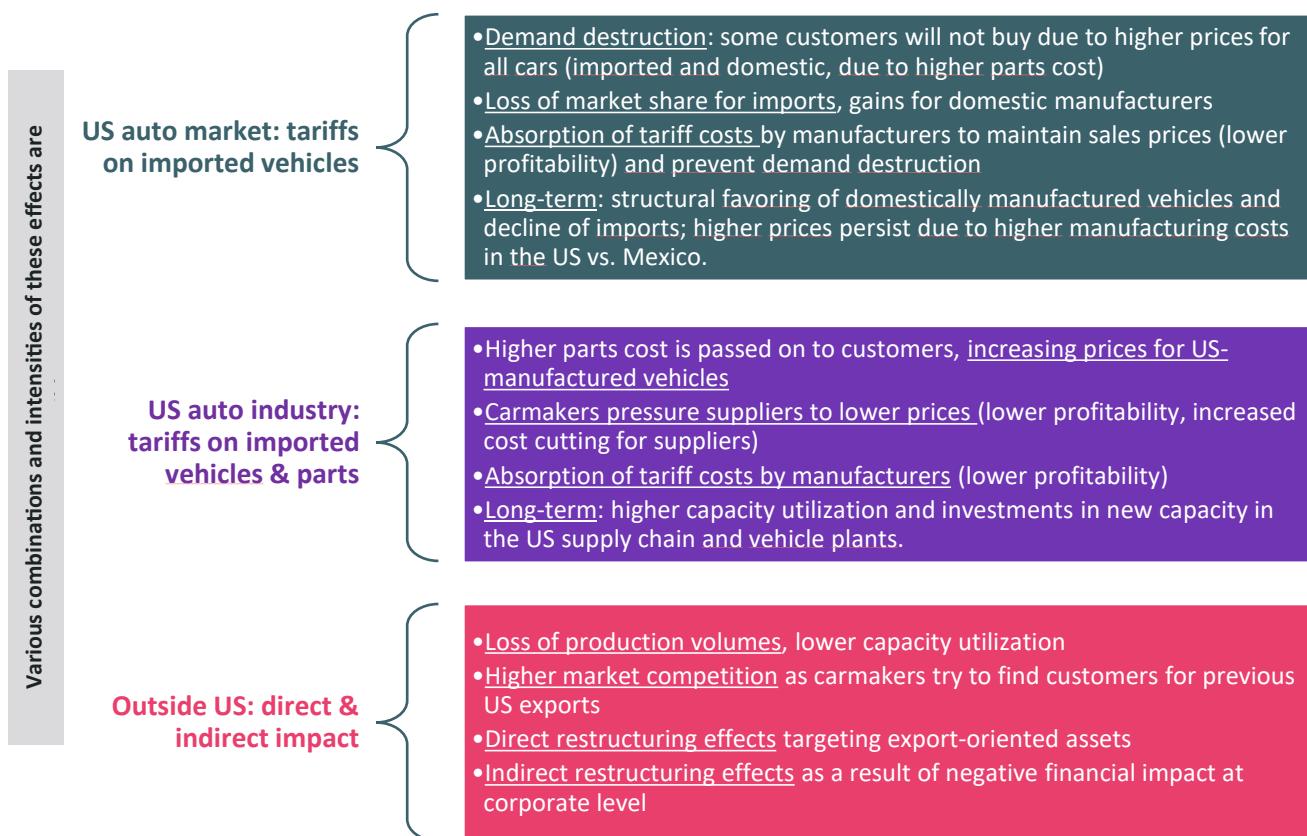 Various combinations and intensities of these effects are
US auto market: tariffs
on imported vehicles
•Demand destruction: some customers will not buy due to higher prices for
all cars (imported and domestic, due to higher parts cost)
•Loss of market share for imports, gains for domestic manufacturers
•Absorption of tariff costs by manufacturers to maintain sales prices (lower
profitability) and prevent demand destruction
•Long-term: structural favoring of domestically manufactured vehicles and
decline of imports; higher prices persist due to higher manufacturing costs
in the US vs. Mexico.
US auto industry:
tariffs on imported
vehicles & parts
•Higher parts cost is passed on to customers, increasing prices for US-
manufactured vehicles
•Carmakers pressure suppliers to lower prices (lower profitability, increased
cost cutting for suppliers)
•Absorption of tariff costs by manufacturers (lower profitability)
•Long-term: higher capacity utilization and investments in new capacity in
the US supply chain and vehicle plants.
Outside US: direct &
indirect impact
•Loss of production volumes, lower capacity utilization
•Higher market competition as carmakers try to find customers for previous
US exports
•Direct restructuring effects targeting export-oriented assets
•Indirect restructuring effects as a result of negative financial impact at
corporate level